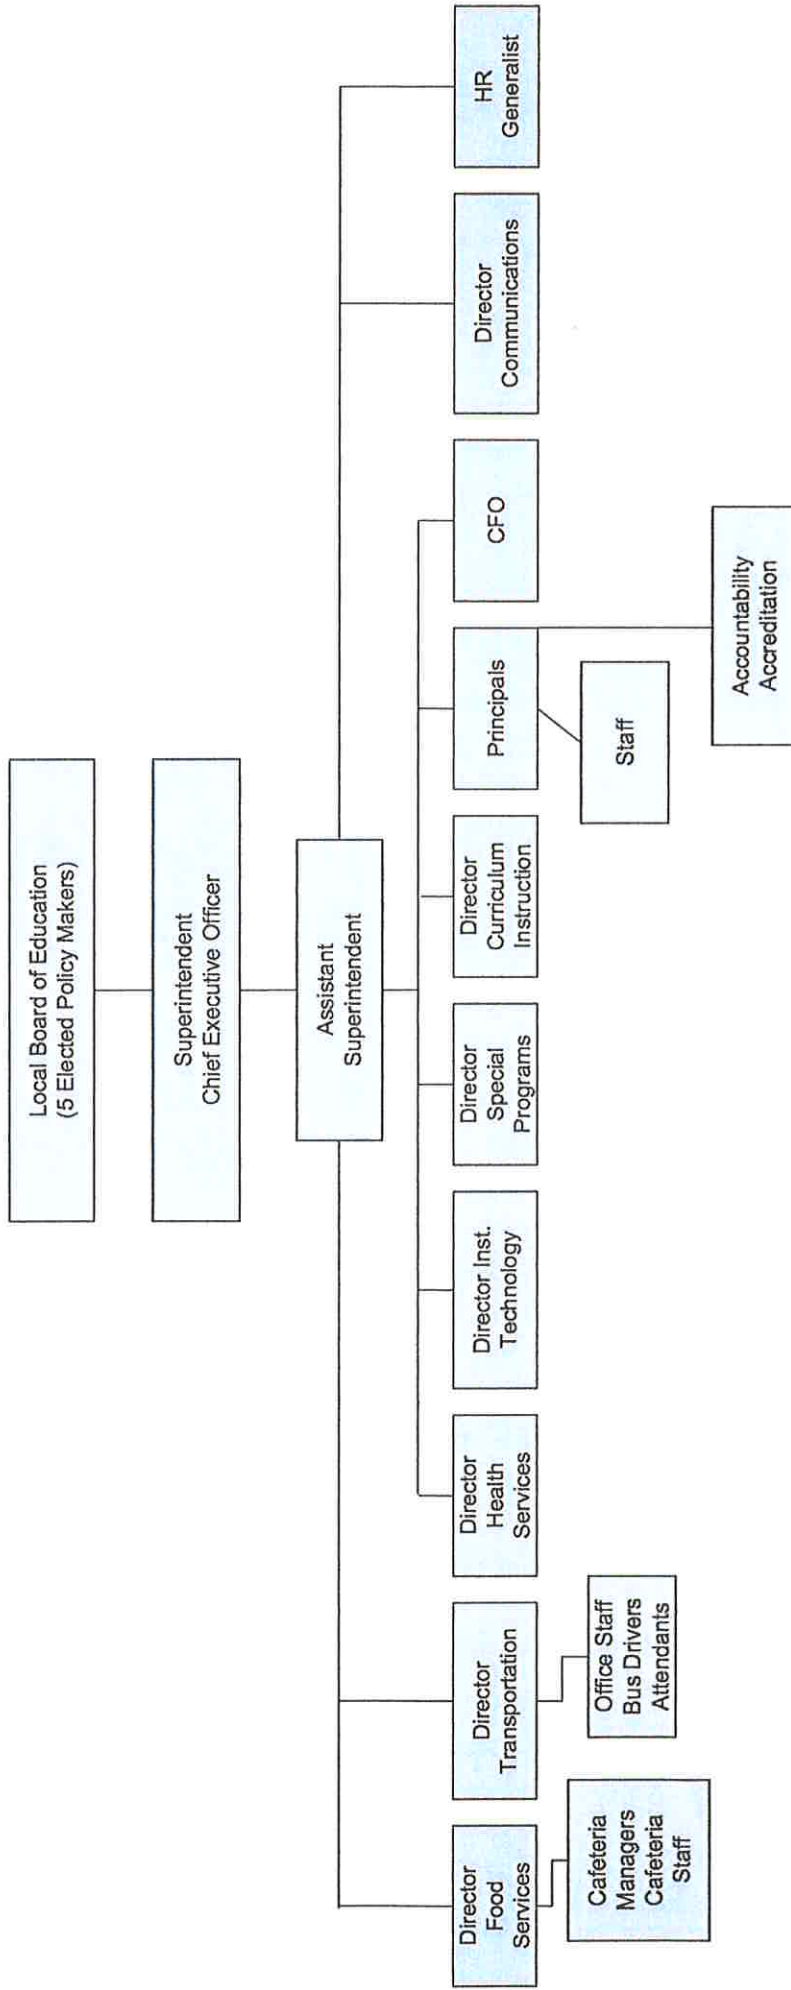 Local Board of Education
(5 Elected Policy Makers)
Superintendent
Chief Executive Officer
Assistant
Superintendent
Director
Food
Services
Director
Transportation
Director
Health
Services
Director Inst.
Technology
Director
Special
Programs
Director
Curriculum
Instruction
Principals
CFO
Director
Communications
HR
Generalist
Cafeteria
Managers
Cafeteria
Staff
Office Staff
Bus Drivers
Attendants
Staff
Accountability
Accreditation